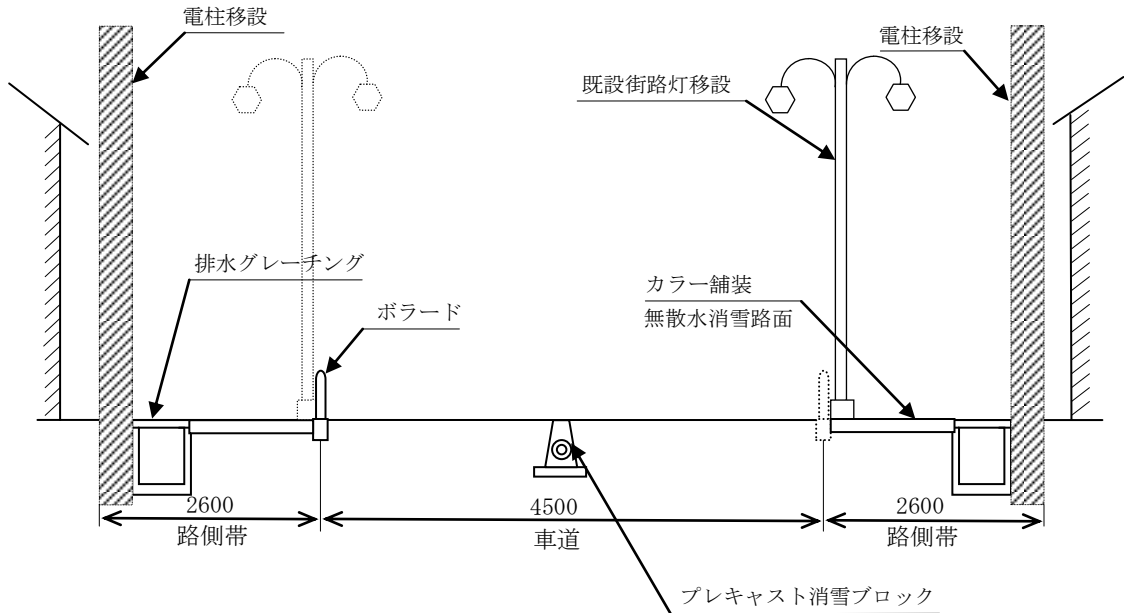 電柱移設
電柱移設
既設街路灯移設
排水グレーチング
カラー舗装
無散水消雪路面
ボラード
2600
路側帯
4500
車道
2600
路側帯
プレキャスト消雪ブロック